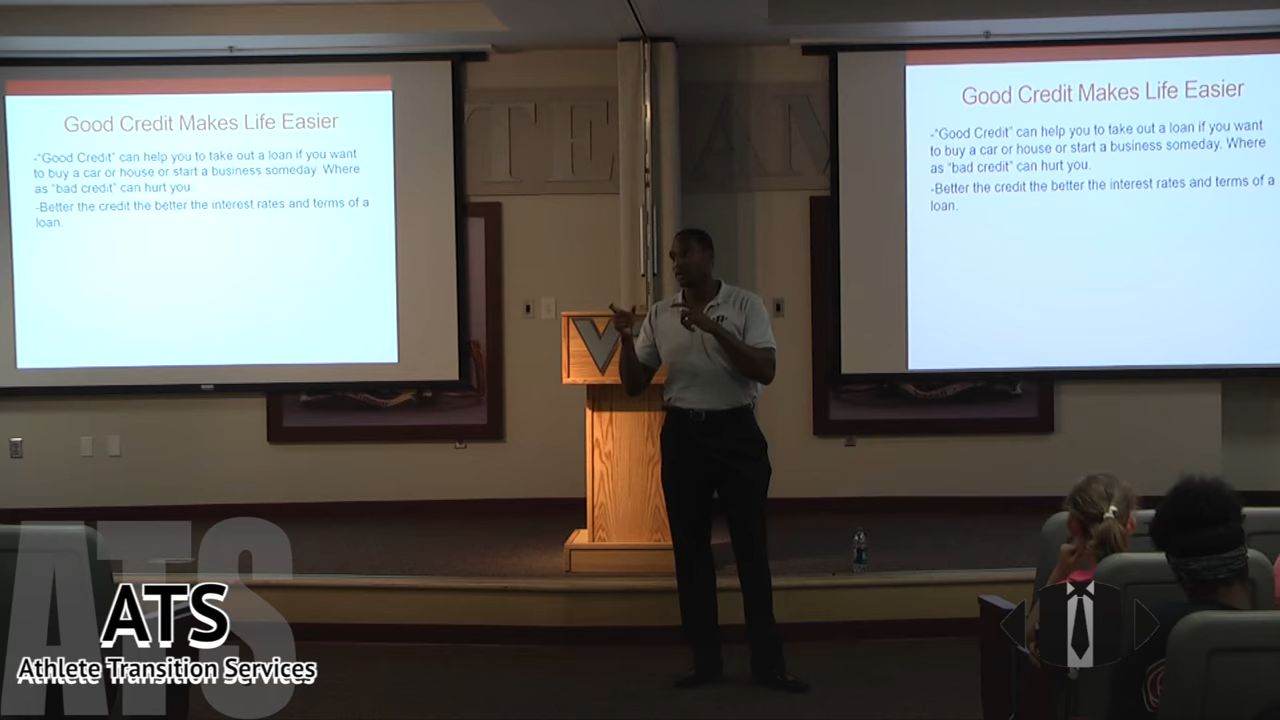 Good Credit Makes Life Easier
-"Good Credit" can help you to take out a loan if you want
to buy a car or house or start a business someday. Where
as "bad credit" can hurt you.
-Better the credit the better the interest rates and terms of a
loan.
Good Credit Makes Life Easier
-"Good Credit" can help you to take out a loan if you want
to buy a car or house or start a business someday. Where
as "bad credit" can hurt you.
-Better the credit the better the interest rates and terms of a
loan.
TEAM
ATS
ATS
Athlete Transition Services